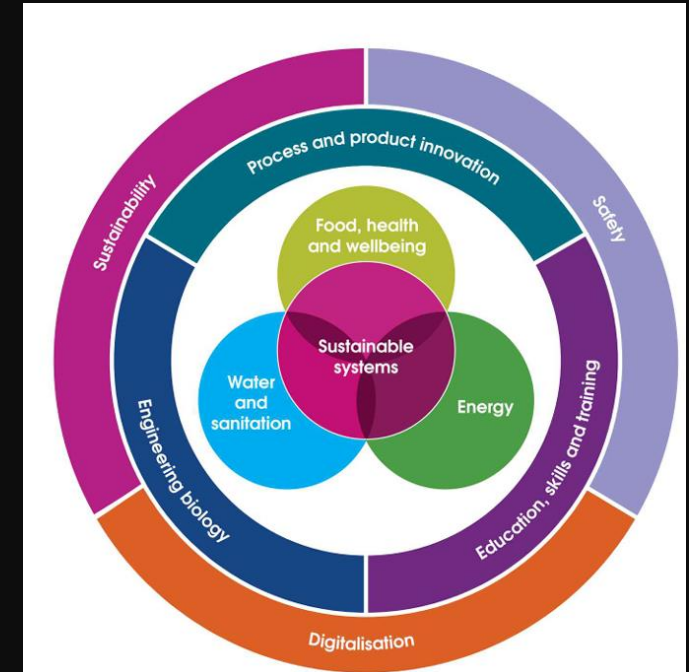 Sustainability
Safety
Process and product innovation
Food, health
and wellbeing
Sustainable
systems
Water
and
sanitation
Energy
Engineering biology
Education, skills and training
Digitalisation